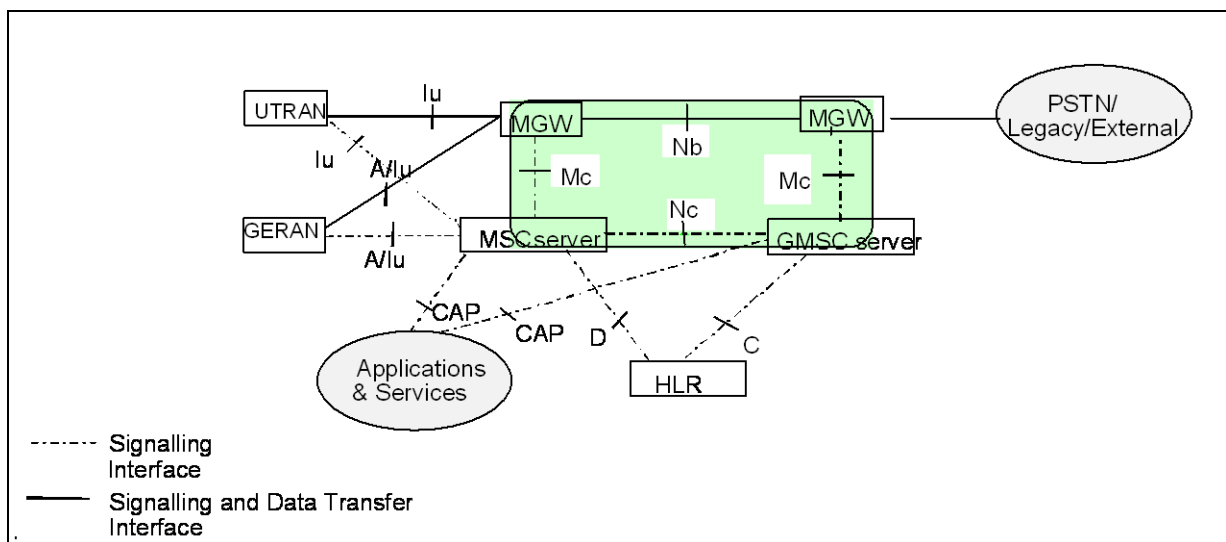 Iu
UTRAN
MGW
MGW
PSTN/
Legacy/External
Nb
Iu
A/Iu
Mc
Mc
Nc
GERAN
MSC server
GMSC server
A/Iu
CAP
CAP
D
C
Applications
& Services
HLR
Signalling
Interface
Signalling and Data Transfer
Interface
.